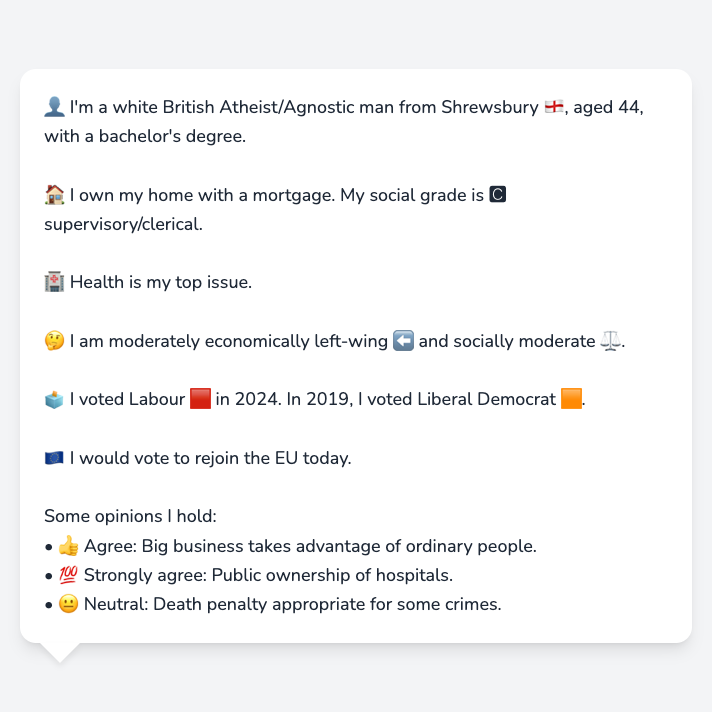 👤 I'm a white British Atheist/Agnostic man from Shrewsbury 🏴󠁧󠁢󠁥󠁮󠁧󠁿, aged 44,
with a bachelor's degree.
🏠 I own my home with a mortgage. My social grade is 🅲
supervisory/clerical.
🏥 Health is my top issue.
🤔 I am moderately economically left-wing ⬅️ and socially moderate ⚖️.
🗳️ I voted Labour 🟥 in 2024. In 2019, I voted Liberal Democrat 🟧.
🇪🇺 I would vote to rejoin the EU today.
Some opinions I hold:
• 👍 Agree: Big business takes advantage of ordinary people.
• 💯 Strongly agree: Public ownership of hospitals.
• 😐 Neutral: Death penalty appropriate for some crimes.